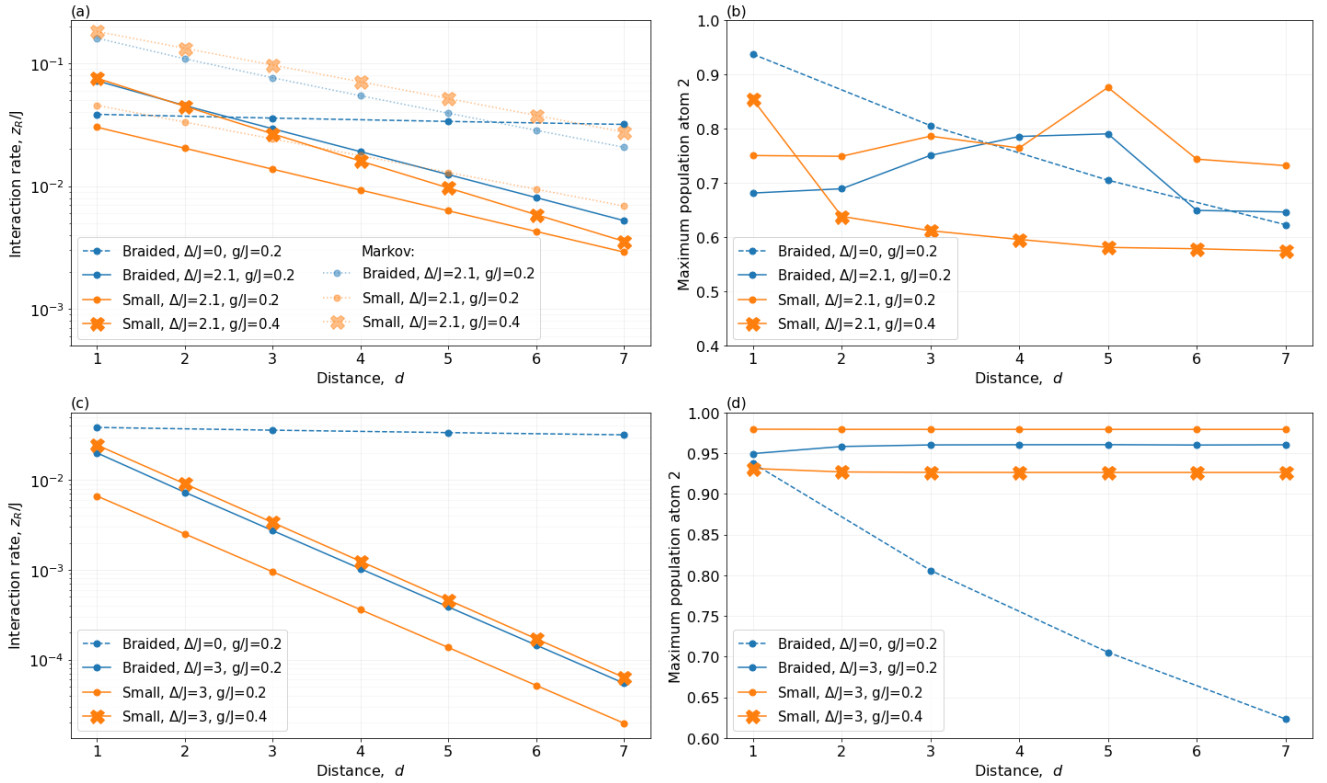 (a)
Interaction rate, z_R/J
10⁻¹
10⁻²
10⁻³
Braided, Δ/J=0, g/J=0.2
Braided, Δ/J=2.1, g/J=0.2
Small, Δ/J=2.1, g/J=0.2
Small, Δ/J=2.1, g/J=0.4
Markov:
Braided, Δ/J=2.1, g/J=0.2
Small, Δ/J=2.1, g/J=0.2
Small, Δ/J=2.1, g/J=0.4
1 2 3 4 5 6 7
Distance, d
(b)
Maximum population atom 2
1.0
0.9
0.8
0.7
0.6
0.5
0.4
Braided, Δ/J=0, g/J=0.2
Braided, Δ/J=2.1, g/J=0.2
Small, Δ/J=2.1, g/J=0.2
Small, Δ/J=2.1, g/J=0.4
1 2 3 4 5 6 7
Distance, d
(c)
Interaction rate, z_R/J
10⁻²
10⁻³
10⁻⁴
Braided, Δ/J=0, g/J=0.2
Braided, Δ/J=3, g/J=0.2
Small, Δ/J=3, g/J=0.2
Small, Δ/J=3, g/J=0.4
1 2 3 4 5 6 7
Distance, d
(d)
Maximum population atom 2
1.00
0.95
0.90
0.85
0.80
0.75
0.70
0.65
0.60
Braided, Δ/J=0, g/J=0.2
Braided, Δ/J=3, g/J=0.2
Small, Δ/J=3, g/J=0.2
Small, Δ/J=3, g/J=0.4
1 2 3 4 5 6 7
Distance, d